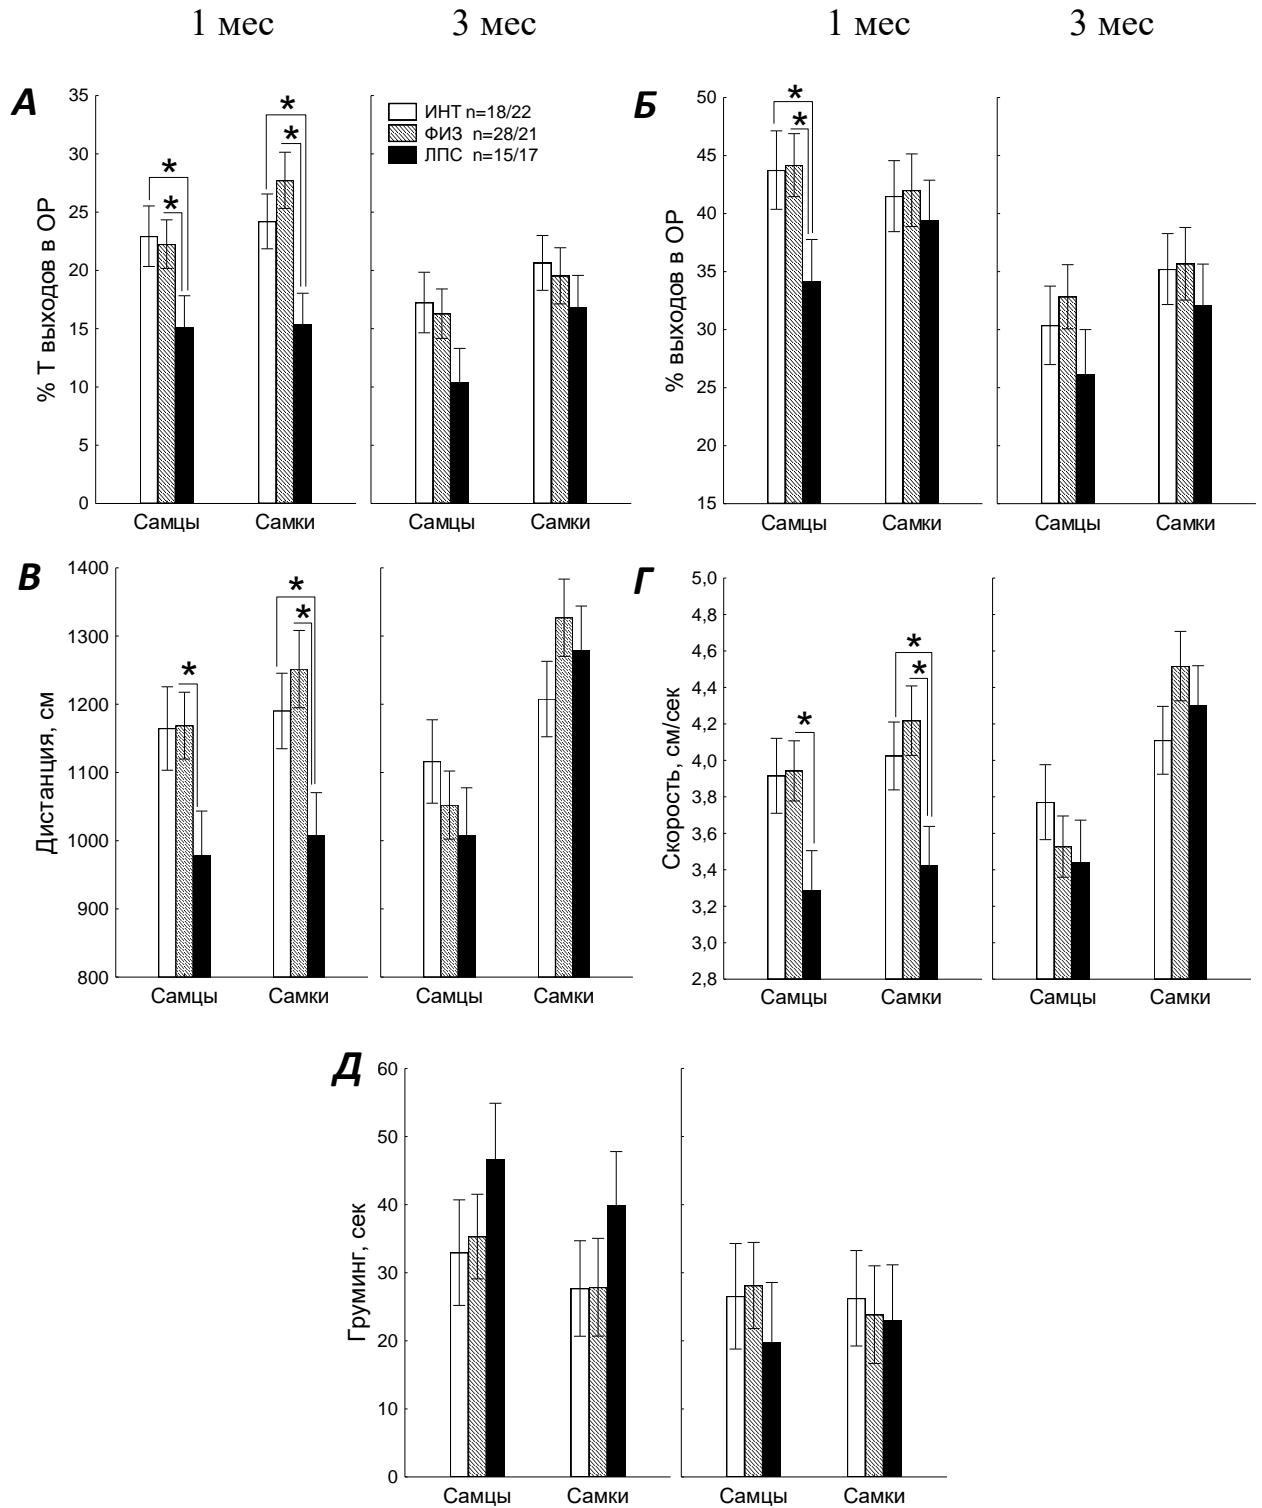 1 мес 3 мес 1 мес 3 мес
А
% T выходов в ОР
35
30
25
20
15
10
5
0
* * * *
ИНТ n=18/22
ФИЗ n=28/21
ЛПС n=15/17
Самцы Самки Самцы Самки
Б
% выходов в ОР
50
45
40
35
30
25
20
15
* *
Самцы Самки Самцы Самки
В
Дистанция, см
1400
1300
1200
1100
1000
900
800
* * *
Самцы Самки Самцы Самки
Г
Скорость, см/сек
5,0
4,8
4,6
4,4
4,2
4,0
3,8
3,6
3,4
3,2
3,0
2,8
* * *
Самцы Самки Самцы Самки
Д
Груминг, сек
60
50
40
30
20
10
0
Самцы Самки Самцы Самки